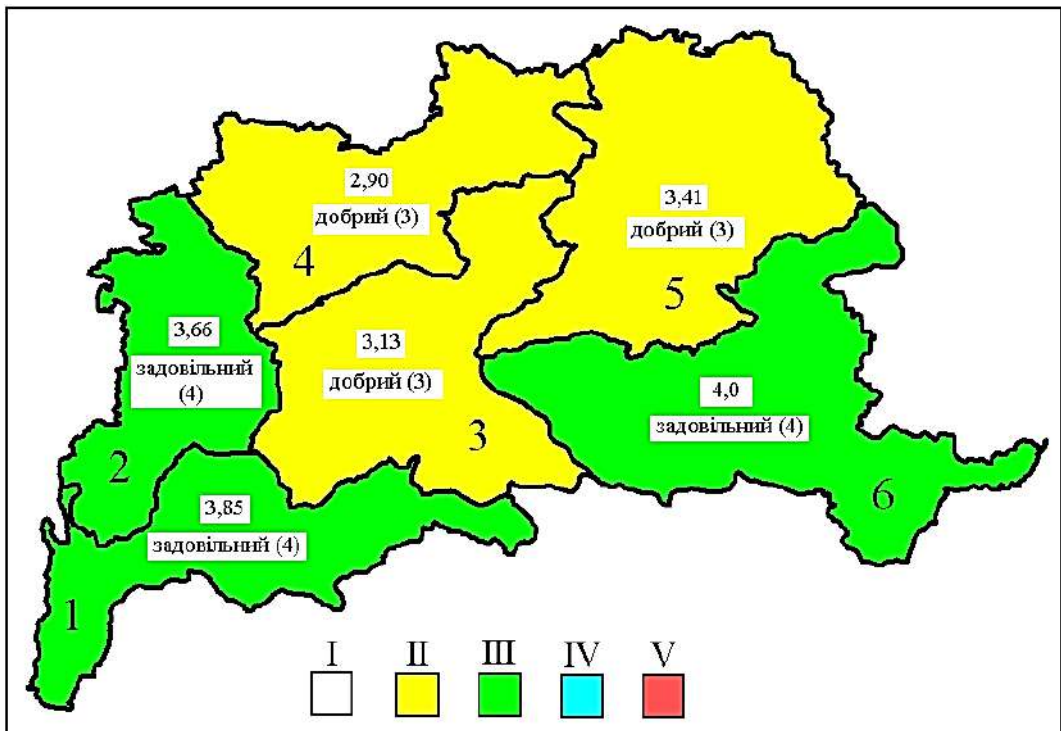 2,90
добрий (3)
4
3,41
добрий (3)
5
3,66
задовільний
(4)
2
3,13
добрий (3)
3
4,0
задовільний (4)
6
3,85
задовільний (4)
1
I II III IV V